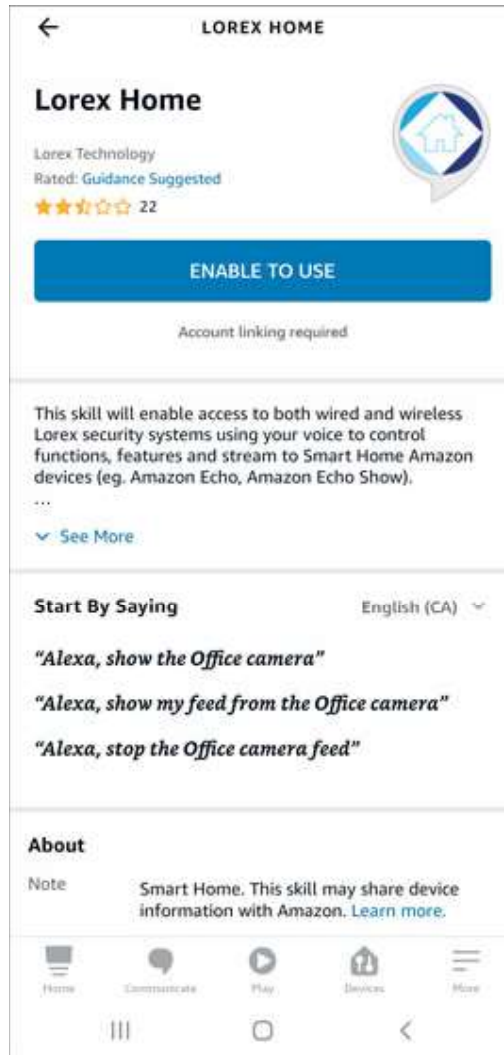 LOREX HOME
Lorex Home
Lorex Technology
Rated: Guidance Suggested
22
ENABLE TO USE
Account linking required
This skill will enable access to both wired and wireless
Lorex security systems using your voice to control
functions, features and stream to Smart Home Amazon
devices (eg. Amazon Echo, Amazon Echo Show).
...
See More
Start By Saying
English (CA)
“Alexa, show the Office camera”
“Alexa, show my feed from the Office camera”
“Alexa, stop the Office camera feed”
About
Note
Smart Home. This skill may share device
information with Amazon. Learn more.
Home Communicate Play Devices More